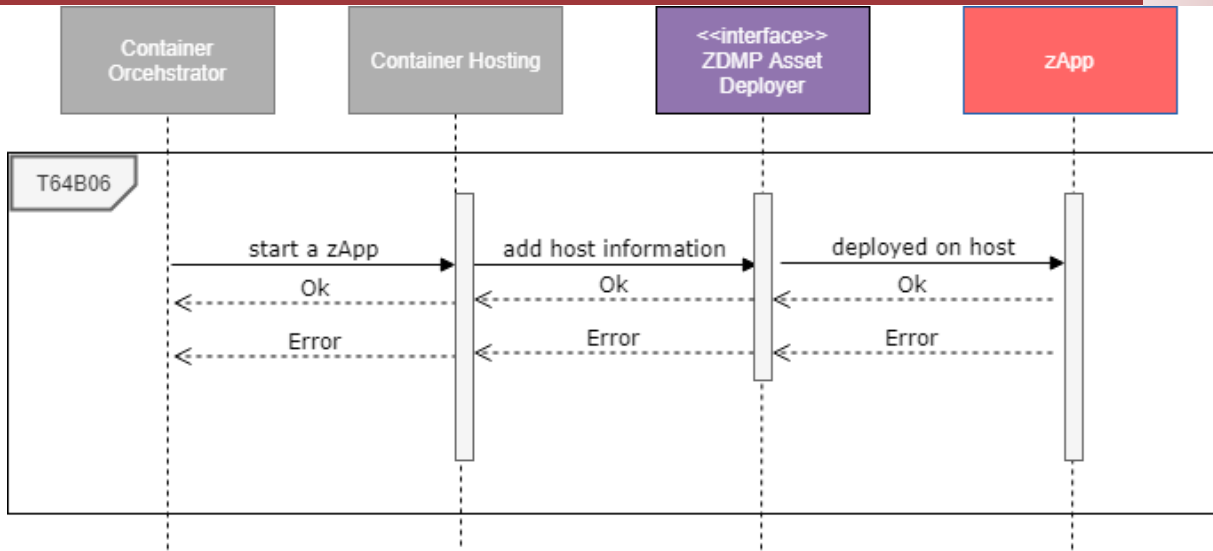 Container
Orcehstrator
Container Hosting
<<interface>>
ZDMP Asset
Deployer
zApp
T64B06
start a zApp
add host information
deployed on host
Ok
Ok
Ok
Error
Error
Error